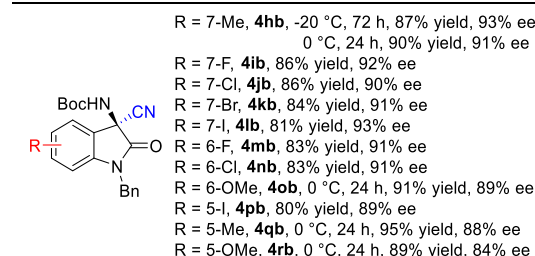 R = 7-Me, 4hb, -20 °C, 72 h, 87% yield, 93% ee
0 °C, 24 h, 90% yield, 91% ee
R = 7-F, 4ib, 86% yield, 92% ee
R = 7-Cl, 4jb, 86% yield, 90% ee
R = 7-Br, 4kb, 84% yield, 91% ee
R = 7-I, 4lb, 81% yield, 93% ee
R = 6-F, 4mb, 83% yield, 91% ee
R = 6-Cl, 4nb, 83% yield, 91% ee
R = 6-OMe, 4ob, 0 °C, 24 h, 91% yield, 89% ee
R = 5-I, 4pb, 80% yield, 89% ee
R = 5-Me, 4qb, 0 °C, 24 h, 95% yield, 88% ee
R = 5-OMe, 4rb, 0 °C, 24 h, 89% yield, 84% ee
BocHN CN
R O
N
Bn